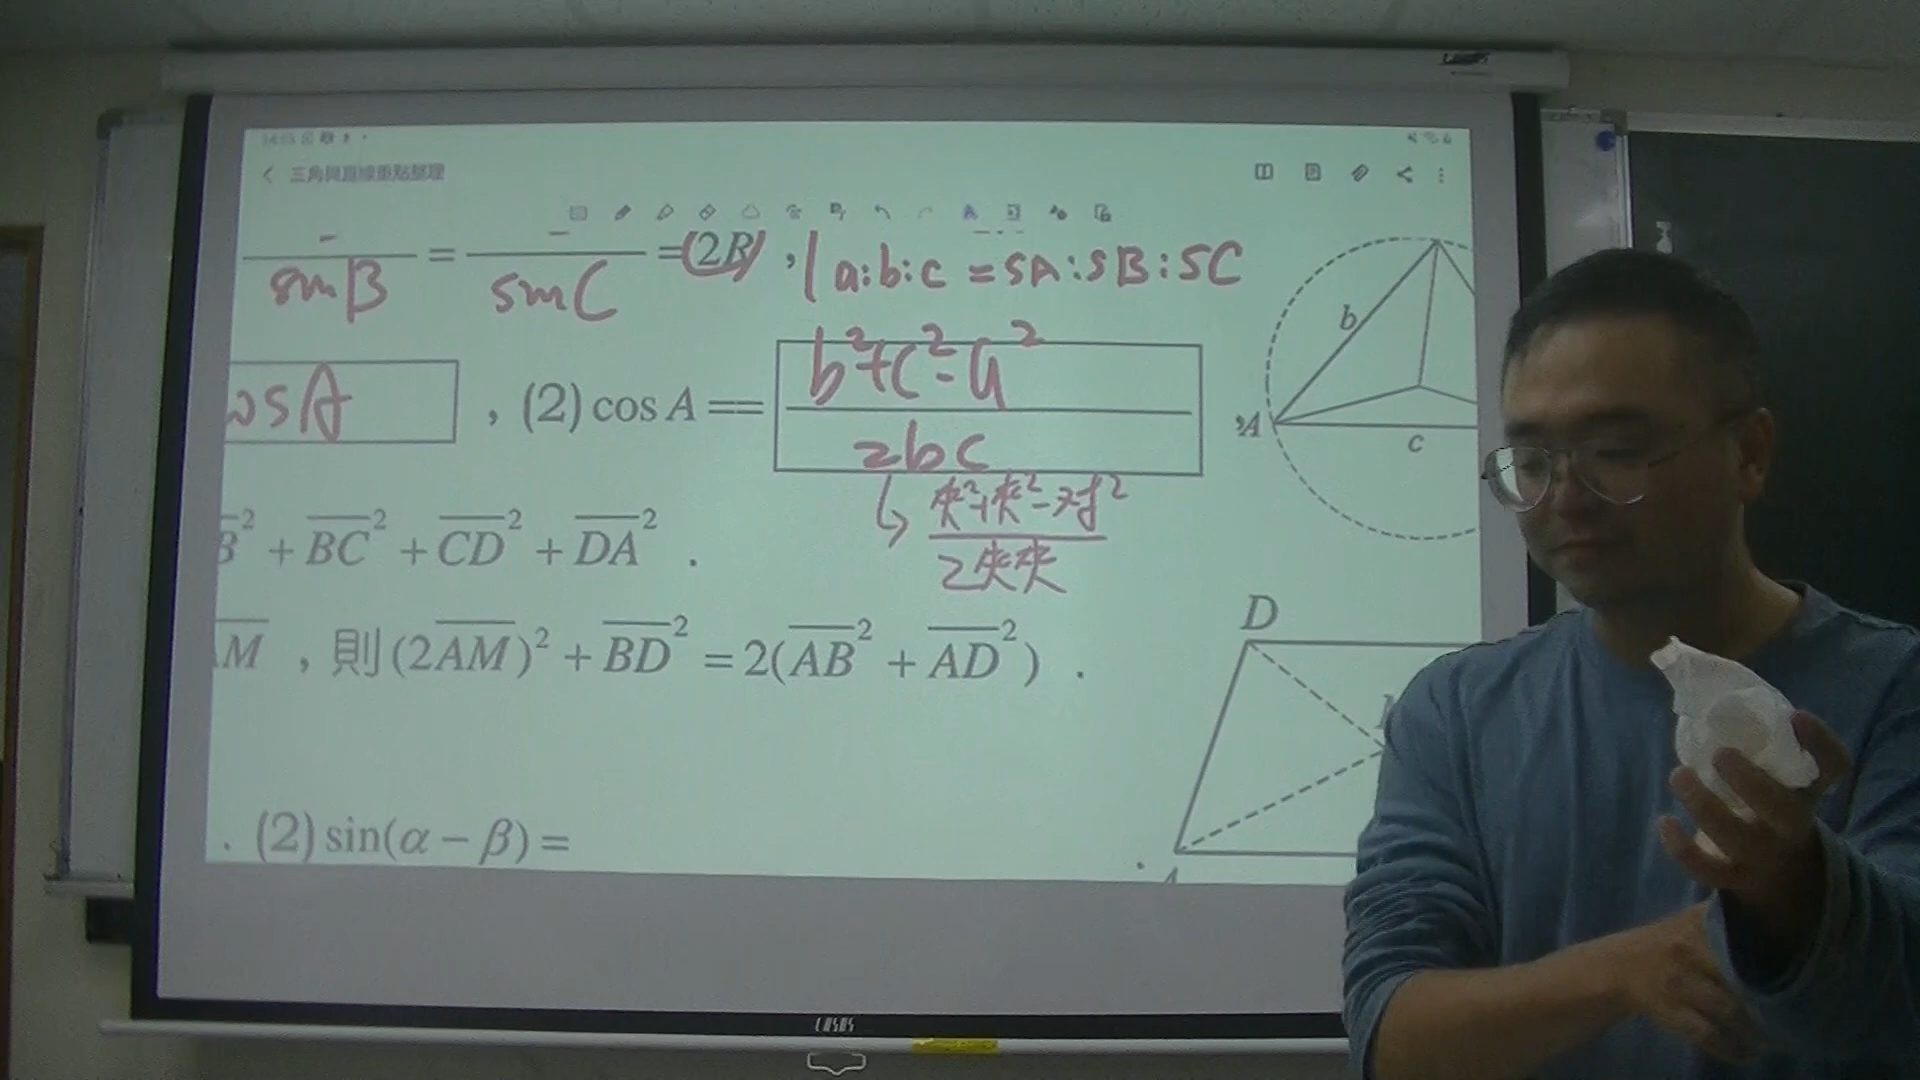 三角與直線重點整理
sinB = sinC =(2R) , a:b:c = SA:SB:SC
b
osA , (2) cos A == b²+c²-a² / 2bc
A
c
夾²+夾²-对² / 2夾夾
B² + BC² + CD² + DA² .
D
AM , 則 (2AM)² + BD² = 2(AB² + AD²) .
. (2) sin(α − β) =